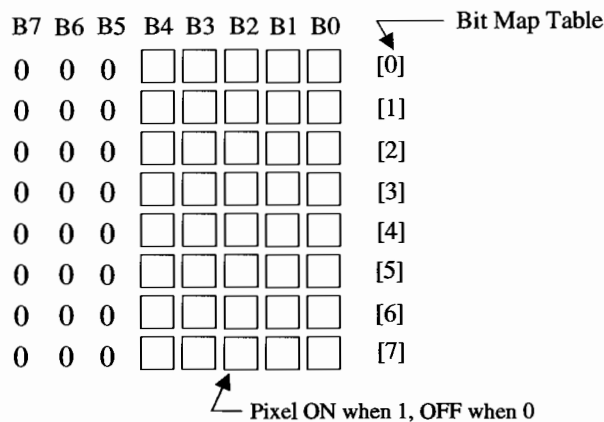 Bit Map Table
B7 B6 B5 B4 B3 B2 B1 B0
0 0 0 [0]
0 0 0 [1]
0 0 0 [2]
0 0 0 [3]
0 0 0 [4]
0 0 0 [5]
0 0 0 [6]
0 0 0 [7]
Pixel ON when 1, OFF when 0